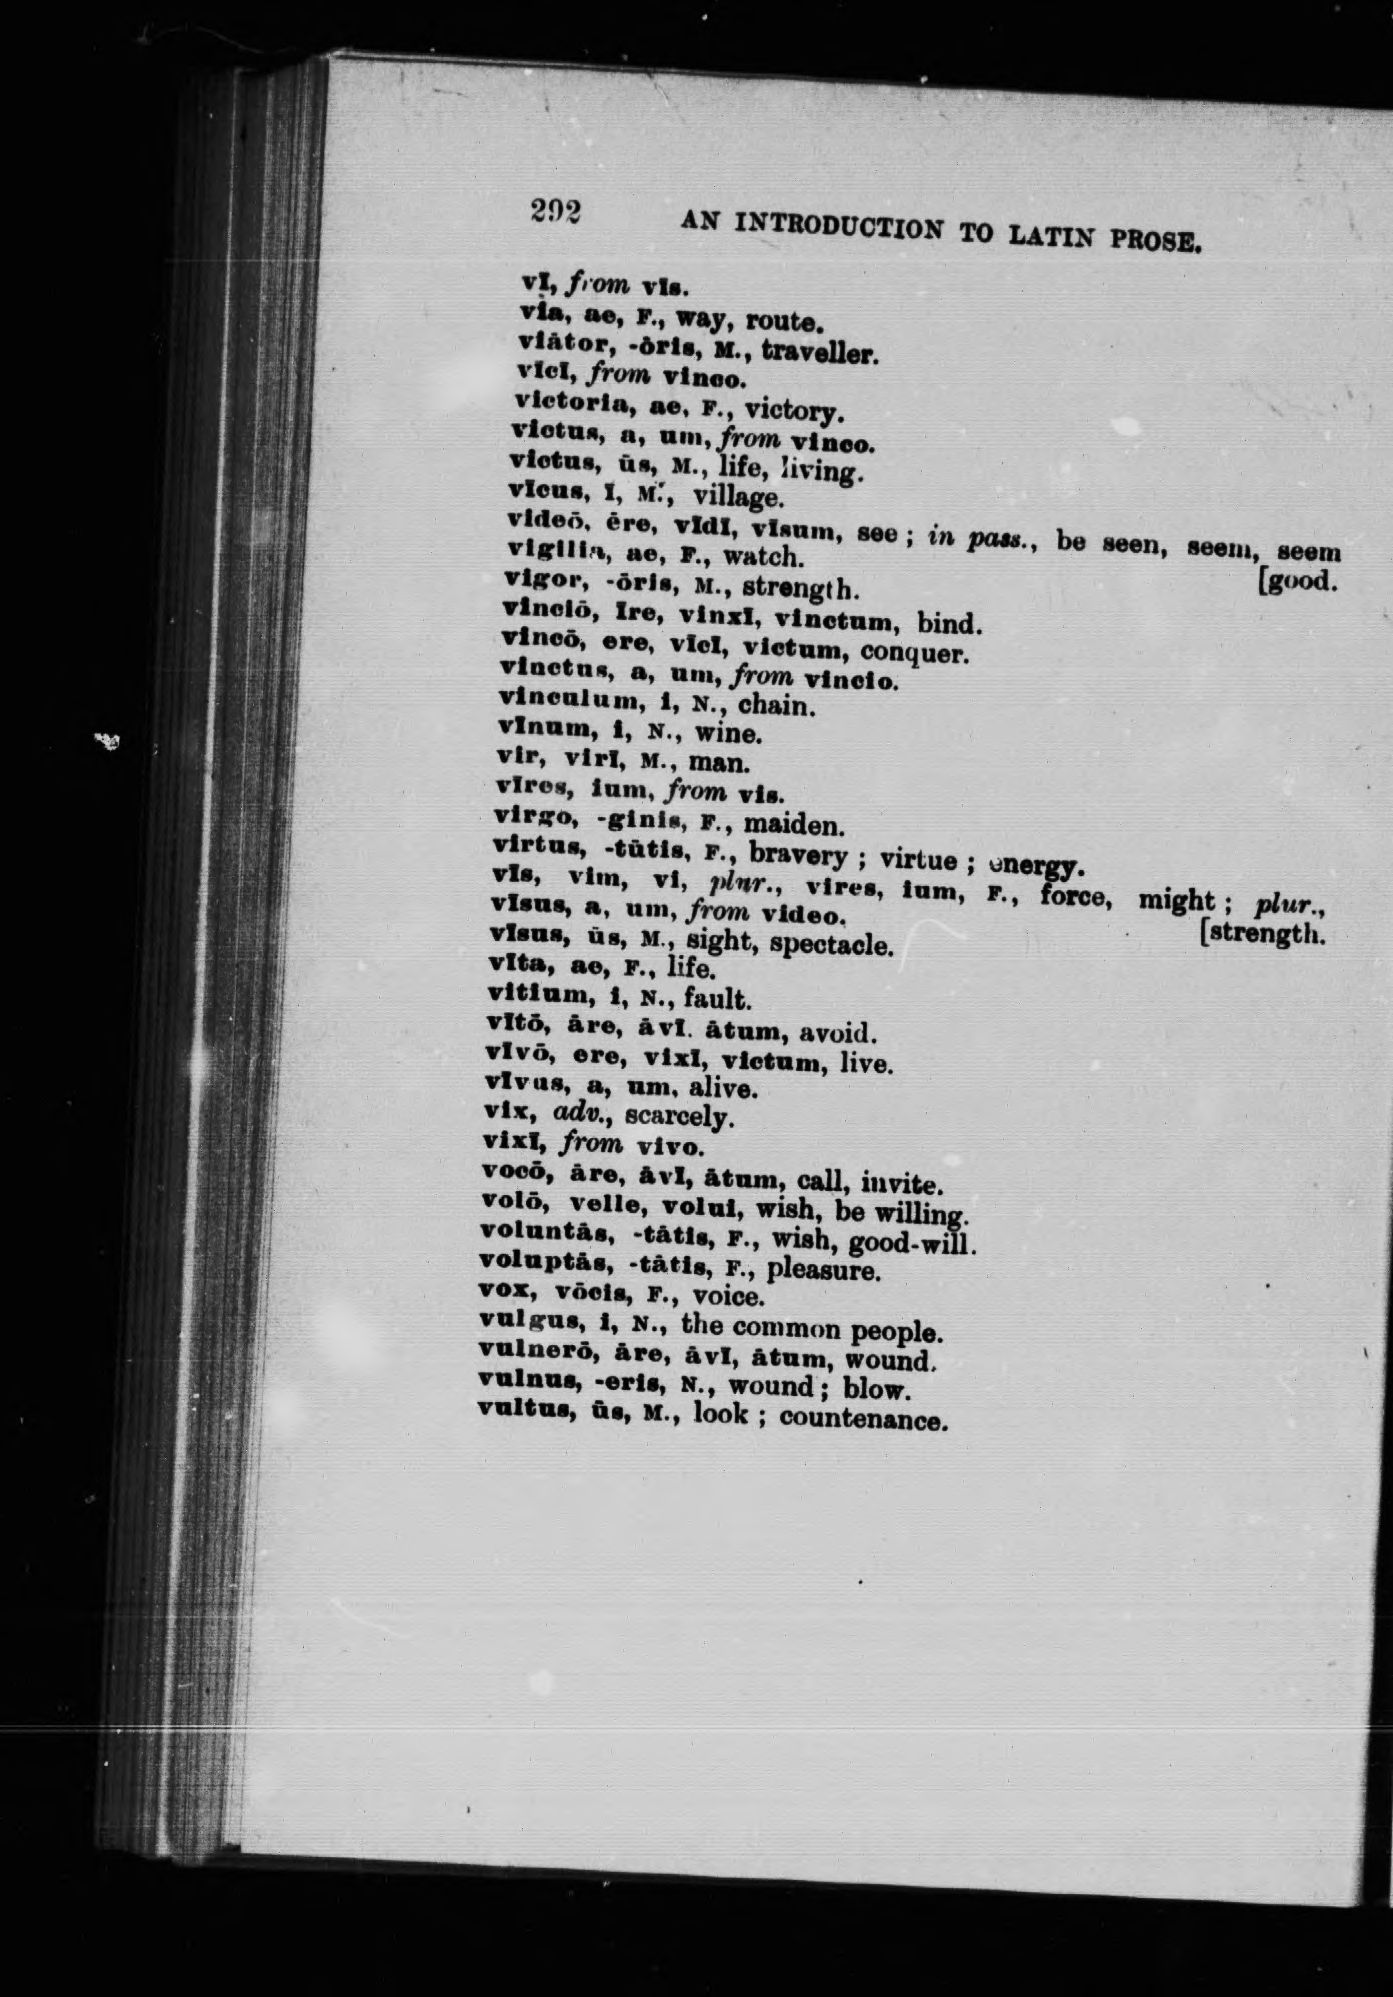 292 AN INTRODUCTION TO LATIN PROSE.
vī, from vīs.
via, ae, F., way, route.
viātor, -ōris, M., traveller.
vīcī, from vinco.
victoria, ae, F., victory.
victus, a, um, from vinco.
victus, ūs, M., life, living.
vīcus, ī, M., village.
videō, ēre, vīdī, vīsum, see ; in pass., be seen, seem, seem
vigilia, ae, F., watch. [good.
vigor, -ōris, M., strength.
vinciō, īre, vinxī, vinctum, bind.
vincō, ere, vīcī, victum, conquer.
vinctus, a, um, from vincio.
vinculum, i, N., chain.
vīnum, i, N., wine.
vir, virī, M., man.
vīres, ium, from vis.
virgo, -ginis, F., maiden.
virtus, -tūtis, F., bravery ; virtue ; energy.
vīs, vim, vi, plur., vires, ium, F., force, might ; plur.,
vīsus, a, um, from video. [strength.
vīsus, ūs, M., sight, spectacle.
vīta, ae, F., life.
vitium, i, N., fault.
vītō, āre, āvī. ātum, avoid.
vīvō, ere, vixī, victum, live.
vīvus, a, um, alive.
vix, adv., scarcely.
vixī, from vivo.
vocō, āre, āvī, ātum, call, invite.
volō, velle, volui, wish, be willing.
voluntās, -tātis, F., wish, good-will.
voluptās, -tātis, F., pleasure.
vox, vōcis, F., voice.
vulgus, i, N., the common people.
vulnerō, āre, āvī, ātum, wound.
vulnus, -eris, N., wound ; blow.
vultus, ūs, M., look ; countenance.